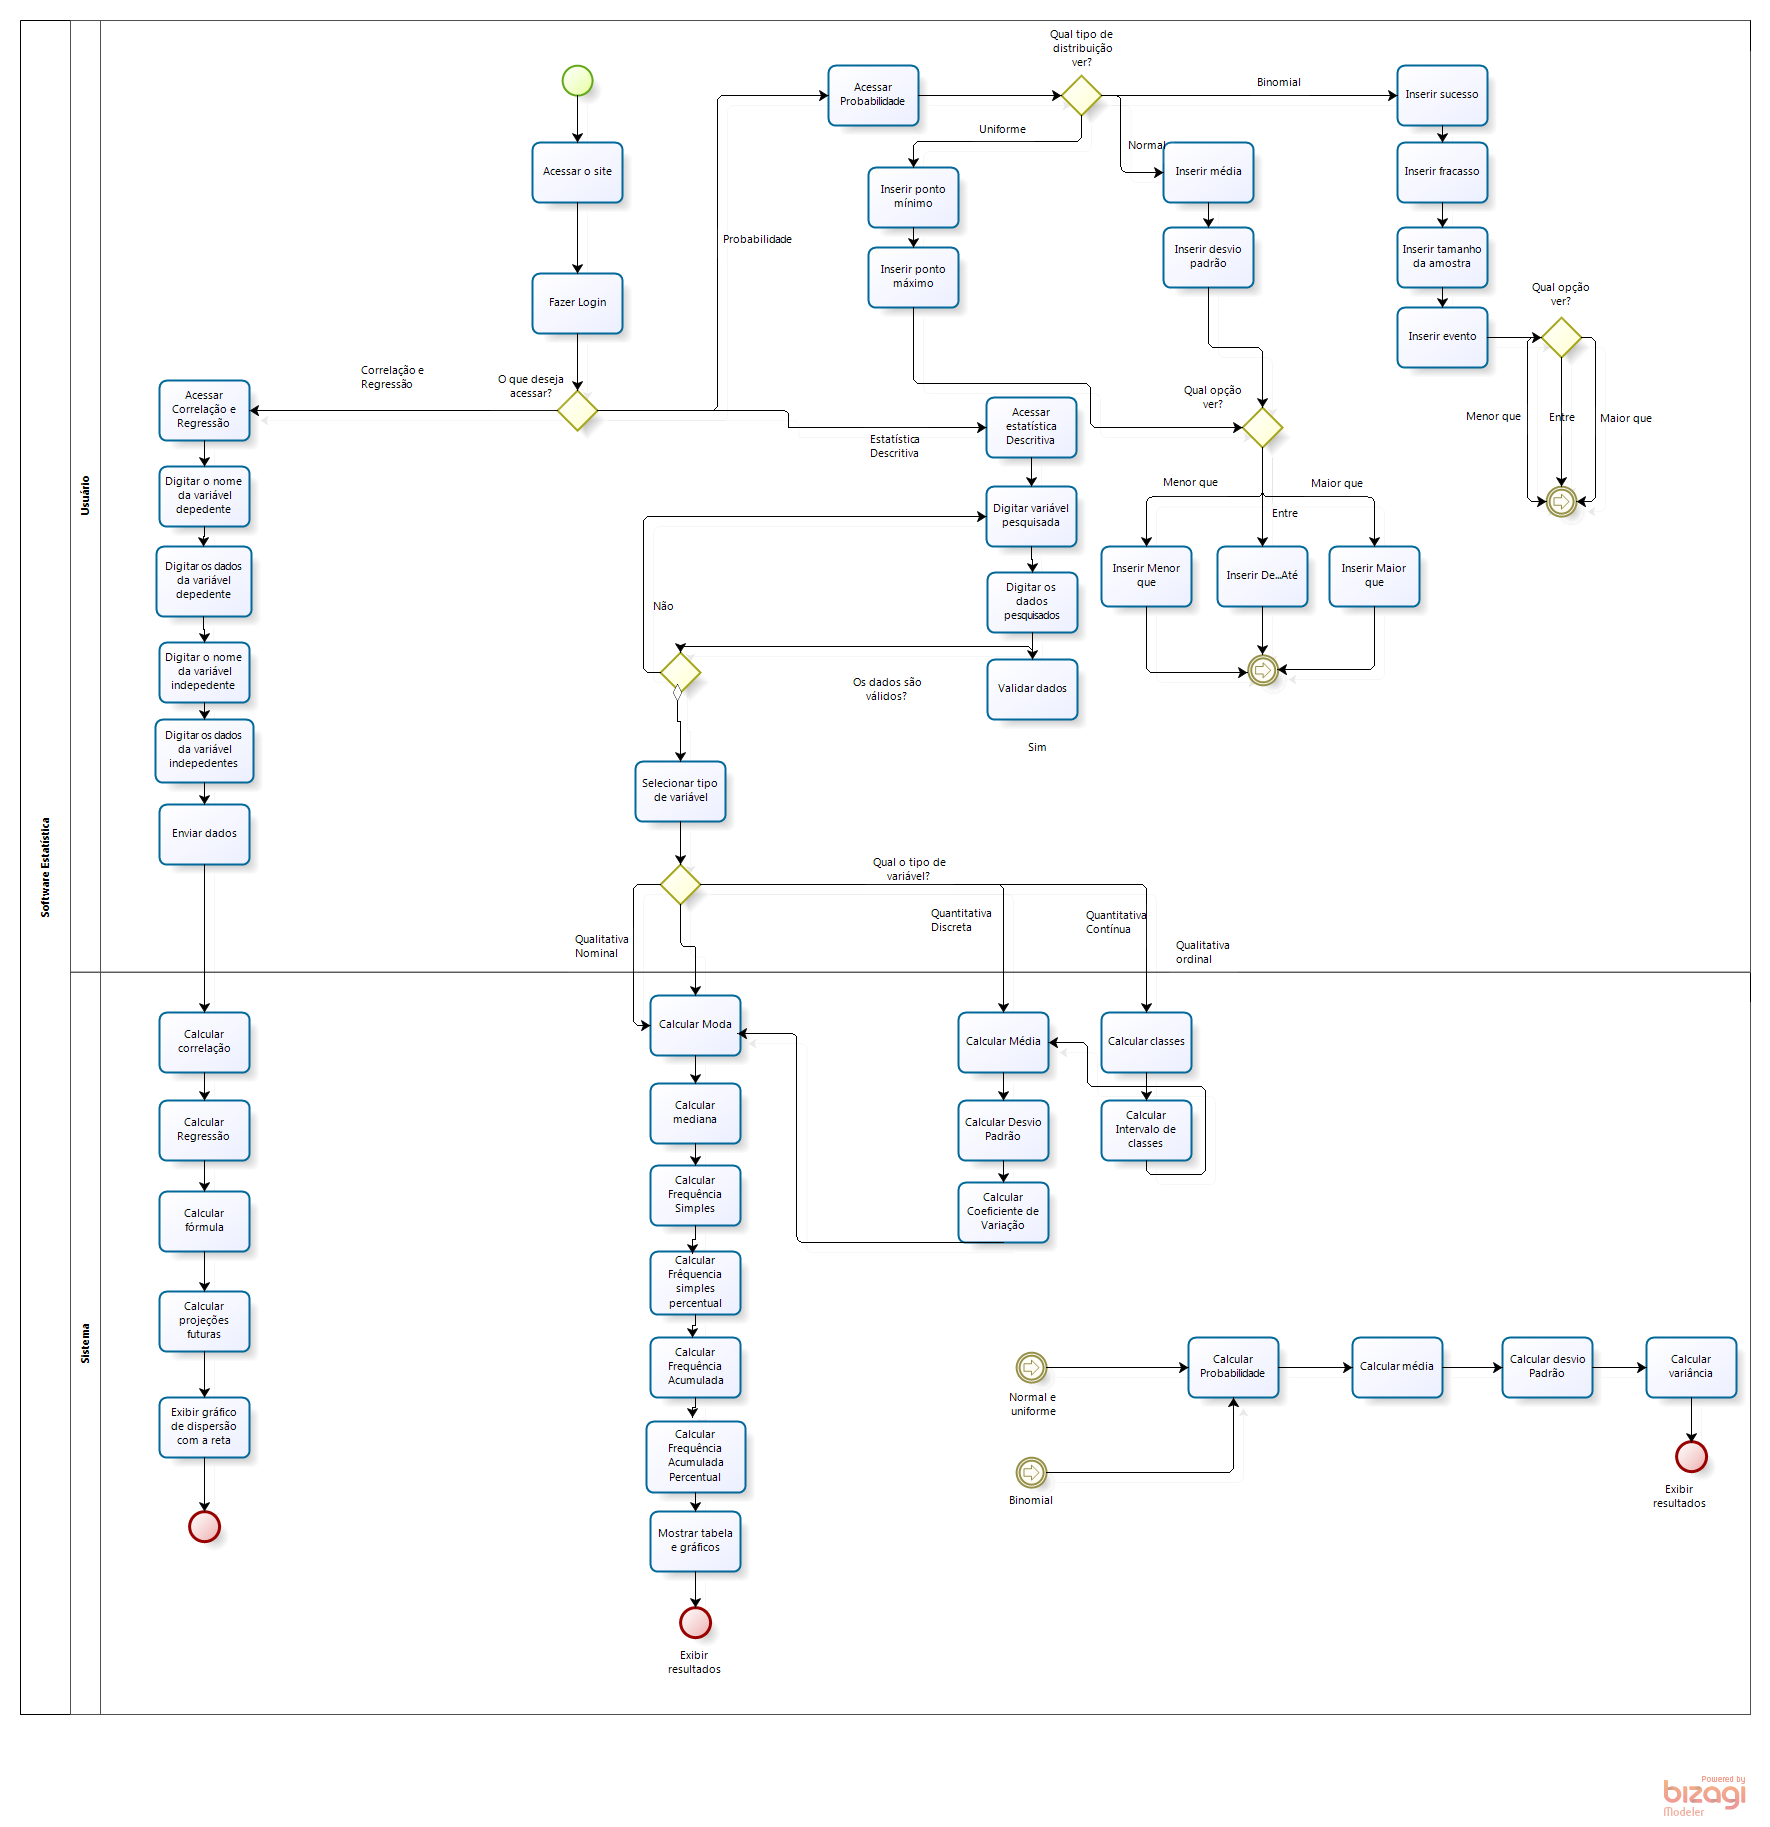 Software Estatística
Usuário
Sistema
Acessar o site
Fazer Login
O que deseja
acessar?
Correlação e
Regressão
Probabilidade
Estatística
Descritiva
Acessar
Correlação e
Regressão
Digitar o nome
da variável
depedente
Digitar os dados
da variável
depedente
Digitar o nome
da variável
indepedente
Digitar os dados
da variável
indepedentes
Enviar dados
Acessar
Probabilidade
Qual tipo de
distribuição
ver?
Uniforme
Normal
Binomial
Inserir ponto
mínimo
Inserir ponto
máximo
Inserir média
Inserir desvio
padrão
Inserir sucesso
Inserir fracasso
Inserir tamanho
da amostra
Inserir evento
Qual opção
ver?
Menor que
Entre
Maior que
Qual opção
ver?
Menor que
Entre
Maior que
Inserir Menor
que
Inserir De...Até
Inserir Maior
que
Acessar
estatística
Descritiva
Digitar variável
pesquisada
Digitar os
dados
pesquisados
Validar dados
Os dados são
válidos?
Não
Sim
Selecionar tipo
de variável
Qual o tipo de
variável?
Qualitativa
Nominal
Quantitativa
Discreta
Quantitativa
Contínua
Qualitativa
ordinal
Calcular
correlação
Calcular
Regressão
Calcular
fórmula
Calcular
projeções
futuras
Exibir gráfico
de dispersão
com a reta
Calcular Moda
Calcular
mediana
Calcular
Frequência
Simples
Calcular
Frêquencia
simples
percentual
Calcular
Frequência
Acumulada
Calcular
Frequência
Acumulada
Percentual
Mostrar tabela
e gráficos
Exibir
resultados
Calcular Média
Calcular Desvio
Padrão
Calcular
Coeficiente de
Variação
Calcular classes
Calcular
Intervalo de
classes
Normal e
uniforme
Binomial
Calcular
Probabilidade
Calcular média
Calcular desvio
Padrão
Calcular
variância
Exibir
resultados
Powered by
bizagi
Modeler